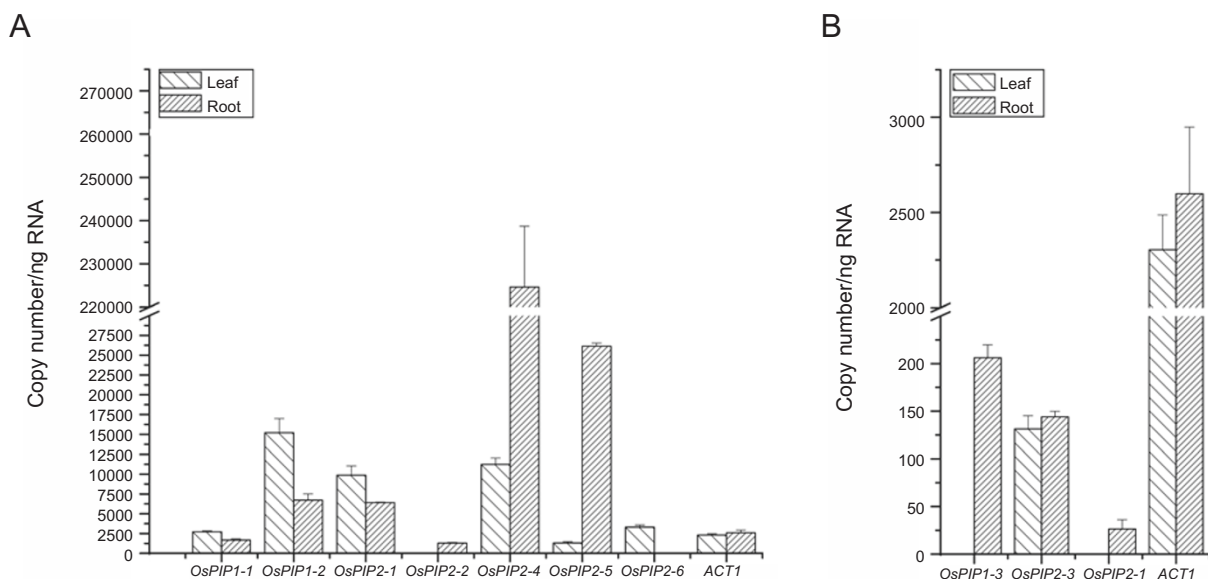 A
Copy number/ng RNA
Leaf
Root
270000
260000
250000
240000
230000
220000
27500
25000
22500
20000
17500
15000
12500
10000
7500
5000
2500
0
OsPIP1-1 OsPIP1-2 OsPIP2-1 OsPIP2-2 OsPIP2-4 OsPIP2-5 OsPIP2-6 ACT1
B
Copy number/ng RNA
Leaf
Root
3000
2500
2000
200
150
100
50
0
OsPIP1-3 OsPIP2-3 OsPIP2-1 ACT1